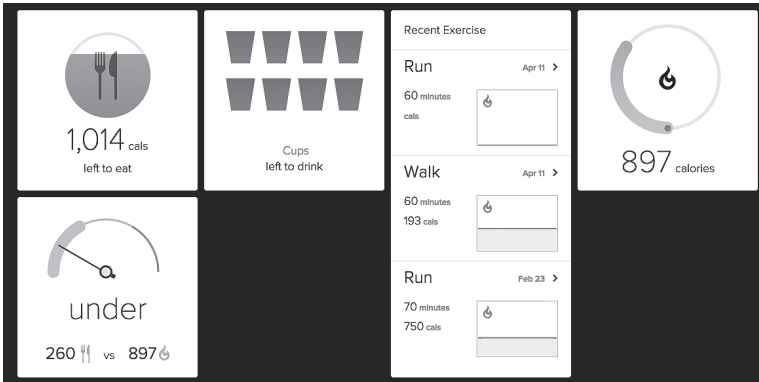 1,014 cals
left to eat
Cups
left to drink
Recent Exercise
Run Apr 11
60 minutes
cals
Walk Apr 11
60 minutes
193 cals
Run Feb 23
70 minutes
750 cals
897 calories
under
260 vs 897